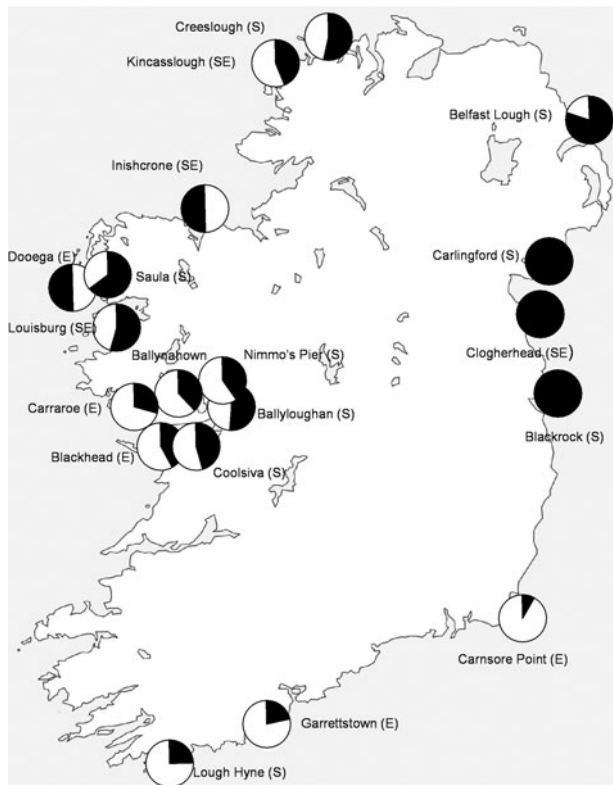 Creeslough (S)
Kincasslough (SE)
Belfast Lough (S)
Inishcrone (SE)
Dooega (E)
Saula (S)
Carlingford (S)
Louisburg (SE)
Clogherhead (SE)
Ballynahown
Nimmo's Pier (S)
Carraroe (E)
Ballyloughan (S)
Blackrock (S)
Blackhead (E)
Coolsiva (S)
Carnsore Point (E)
Garrettstown (E)
Lough Hyne (S)